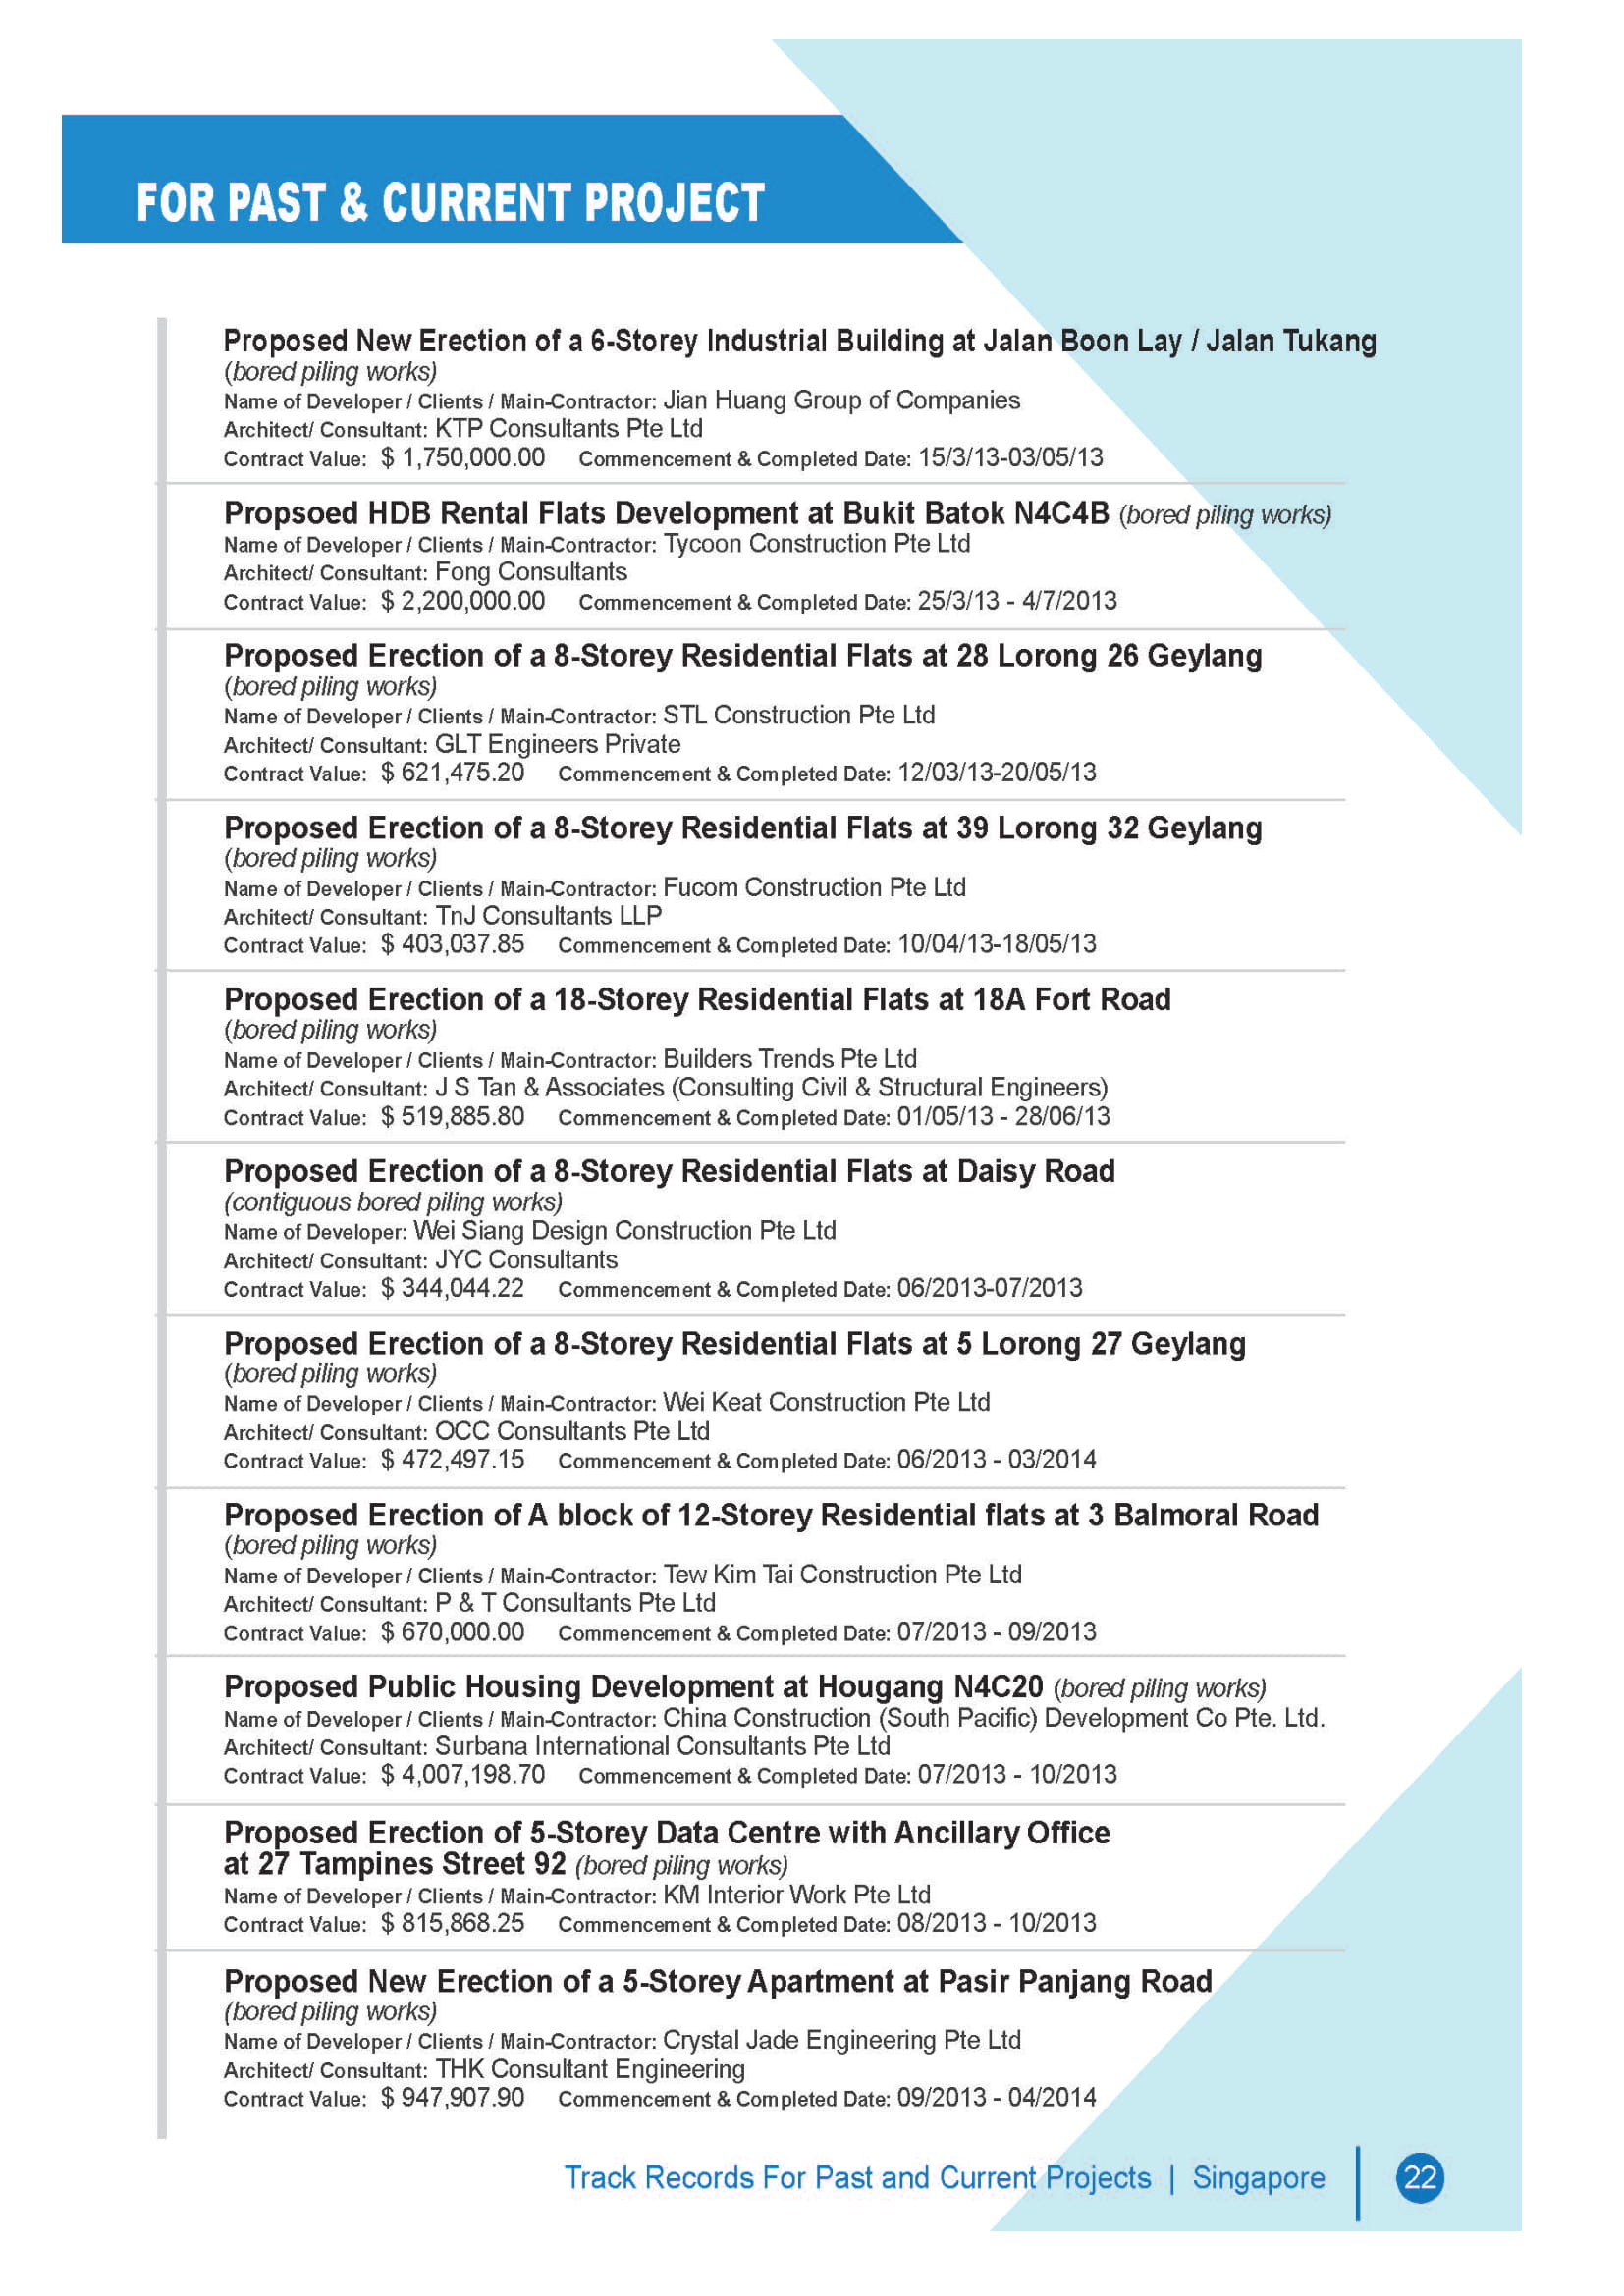 FOR PAST & CURRENT PROJECT
Proposed New Erection of a 6-Storey Industrial Building at Jalan Boon Lay / Jalan Tukang
(bored piling works)
Name of Developer / Clients / Main-Contractor: Jian Huang Group of Companies
Architect/ Consultant: KTP Consultants Pte Ltd
Contract Value: $ 1,750,000.00 Commencement & Completed Date: 15/3/13-03/05/13
Propsoed HDB Rental Flats Development at Bukit Batok N4C4B (bored piling works)
Name of Developer / Clients / Main-Contractor: Tycoon Construction Pte Ltd
Architect/ Consultant: Fong Consultants
Contract Value: $ 2,200,000.00 Commencement & Completed Date: 25/3/13 - 4/7/2013
Proposed Erection of a 8-Storey Residential Flats at 28 Lorong 26 Geylang
(bored piling works)
Name of Developer / Clients / Main-Contractor: STL Construction Pte Ltd
Architect/ Consultant: GLT Engineers Private
Contract Value: $ 621,475.20 Commencement & Completed Date: 12/03/13-20/05/13
Proposed Erection of a 8-Storey Residential Flats at 39 Lorong 32 Geylang
(bored piling works)
Name of Developer / Clients / Main-Contractor: Fucom Construction Pte Ltd
Architect/ Consultant: TnJ Consultants LLP
Contract Value: $ 403,037.85 Commencement & Completed Date: 10/04/13-18/05/13
Proposed Erection of a 18-Storey Residential Flats at 18A Fort Road
(bored piling works)
Name of Developer / Clients / Main-Contractor: Builders Trends Pte Ltd
Architect/ Consultant: J S Tan & Associates (Consulting Civil & Structural Engineers)
Contract Value: $ 519,885.80 Commencement & Completed Date: 01/05/13 - 28/06/13
Proposed Erection of a 8-Storey Residential Flats at Daisy Road
(contiguous bored piling works)
Name of Developer: Wei Siang Design Construction Pte Ltd
Architect/ Consultant: JYC Consultants
Contract Value: $ 344,044.22 Commencement & Completed Date: 06/2013-07/2013
Proposed Erection of a 8-Storey Residential Flats at 5 Lorong 27 Geylang
(bored piling works)
Name of Developer / Clients / Main-Contractor: Wei Keat Construction Pte Ltd
Architect/ Consultant: OCC Consultants Pte Ltd
Contract Value: $ 472,497.15 Commencement & Completed Date: 06/2013 - 03/2014
Proposed Erection of A block of 12-Storey Residential flats at 3 Balmoral Road
(bored piling works)
Name of Developer / Clients / Main-Contractor: Tew Kim Tai Construction Pte Ltd
Architect/ Consultant: P & T Consultants Pte Ltd
Contract Value: $ 670,000.00 Commencement & Completed Date: 07/2013 - 09/2013
Proposed Public Housing Development at Hougang N4C20 (bored piling works)
Name of Developer / Clients / Main-Contractor: China Construction (South Pacific) Development Co Pte. Ltd.
Architect/ Consultant: Surbana International Consultants Pte Ltd
Contract Value: $ 4,007,198.70 Commencement & Completed Date: 07/2013 - 10/2013
Proposed Erection of 5-Storey Data Centre with Ancillary Office
at 27 Tampines Street 92 (bored piling works)
Name of Developer / Clients / Main-Contractor: KM Interior Work Pte Ltd
Contract Value: $ 815,868.25 Commencement & Completed Date: 08/2013 - 10/2013
Proposed New Erection of a 5-Storey Apartment at Pasir Panjang Road
(bored piling works)
Name of Developer / Clients / Main-Contractor: Crystal Jade Engineering Pte Ltd
Architect/ Consultant: THK Consultant Engineering
Contract Value: $ 947,907.90 Commencement & Completed Date: 09/2013 - 04/2014
Track Records For Past and Current Projects | Singapore 22